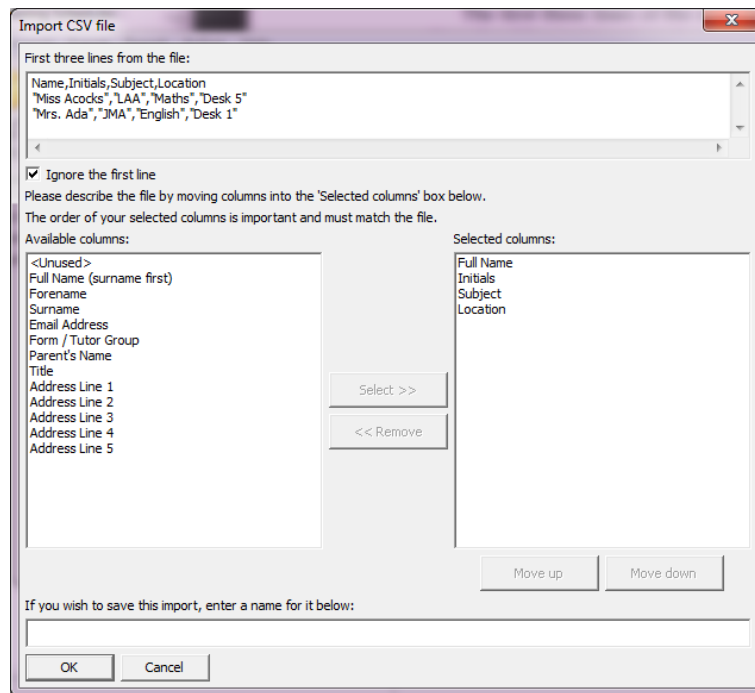 Import CSV file
First three lines from the file:
Name,Initials,Subject,Location
"Miss Acocks","LAA","Maths","Desk 5"
"Mrs. Ada","JMA","English","Desk 1"
Ignore the first line
Please describe the file by moving columns into the 'Selected columns' box below.
The order of your selected columns is important and must match the file.
Available columns:
<Unused>
Full Name (surname first)
Forename
Surname
Email Address
Form / Tutor Group
Parent's Name
Title
Address Line 1
Address Line 2
Address Line 3
Address Line 4
Address Line 5
Select >>
<< Remove
Selected columns:
Full Name
Initials
Subject
Location
Move up
Move down
If you wish to save this import, enter a name for it below:
OK
Cancel